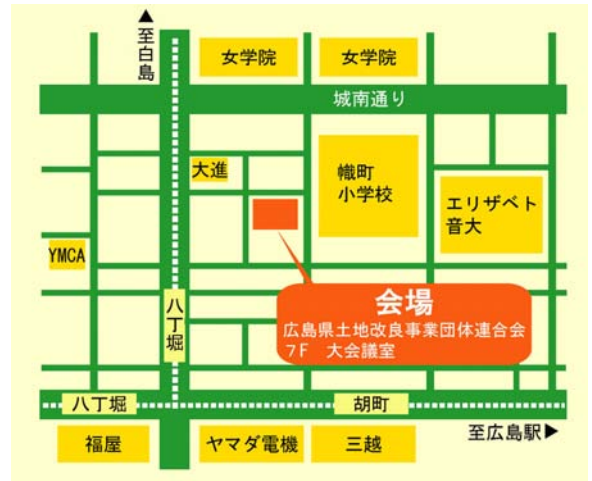 ▲
至白島
女学院
女学院
城南通り
大進
幟町
小学校
エリザベト
音大
YMCA
会場
広島県土地改良事業団体連合会
7F 大会議室
八丁堀
八丁堀
胡町
福屋
ヤマダ電機
三越
至広島駅▶